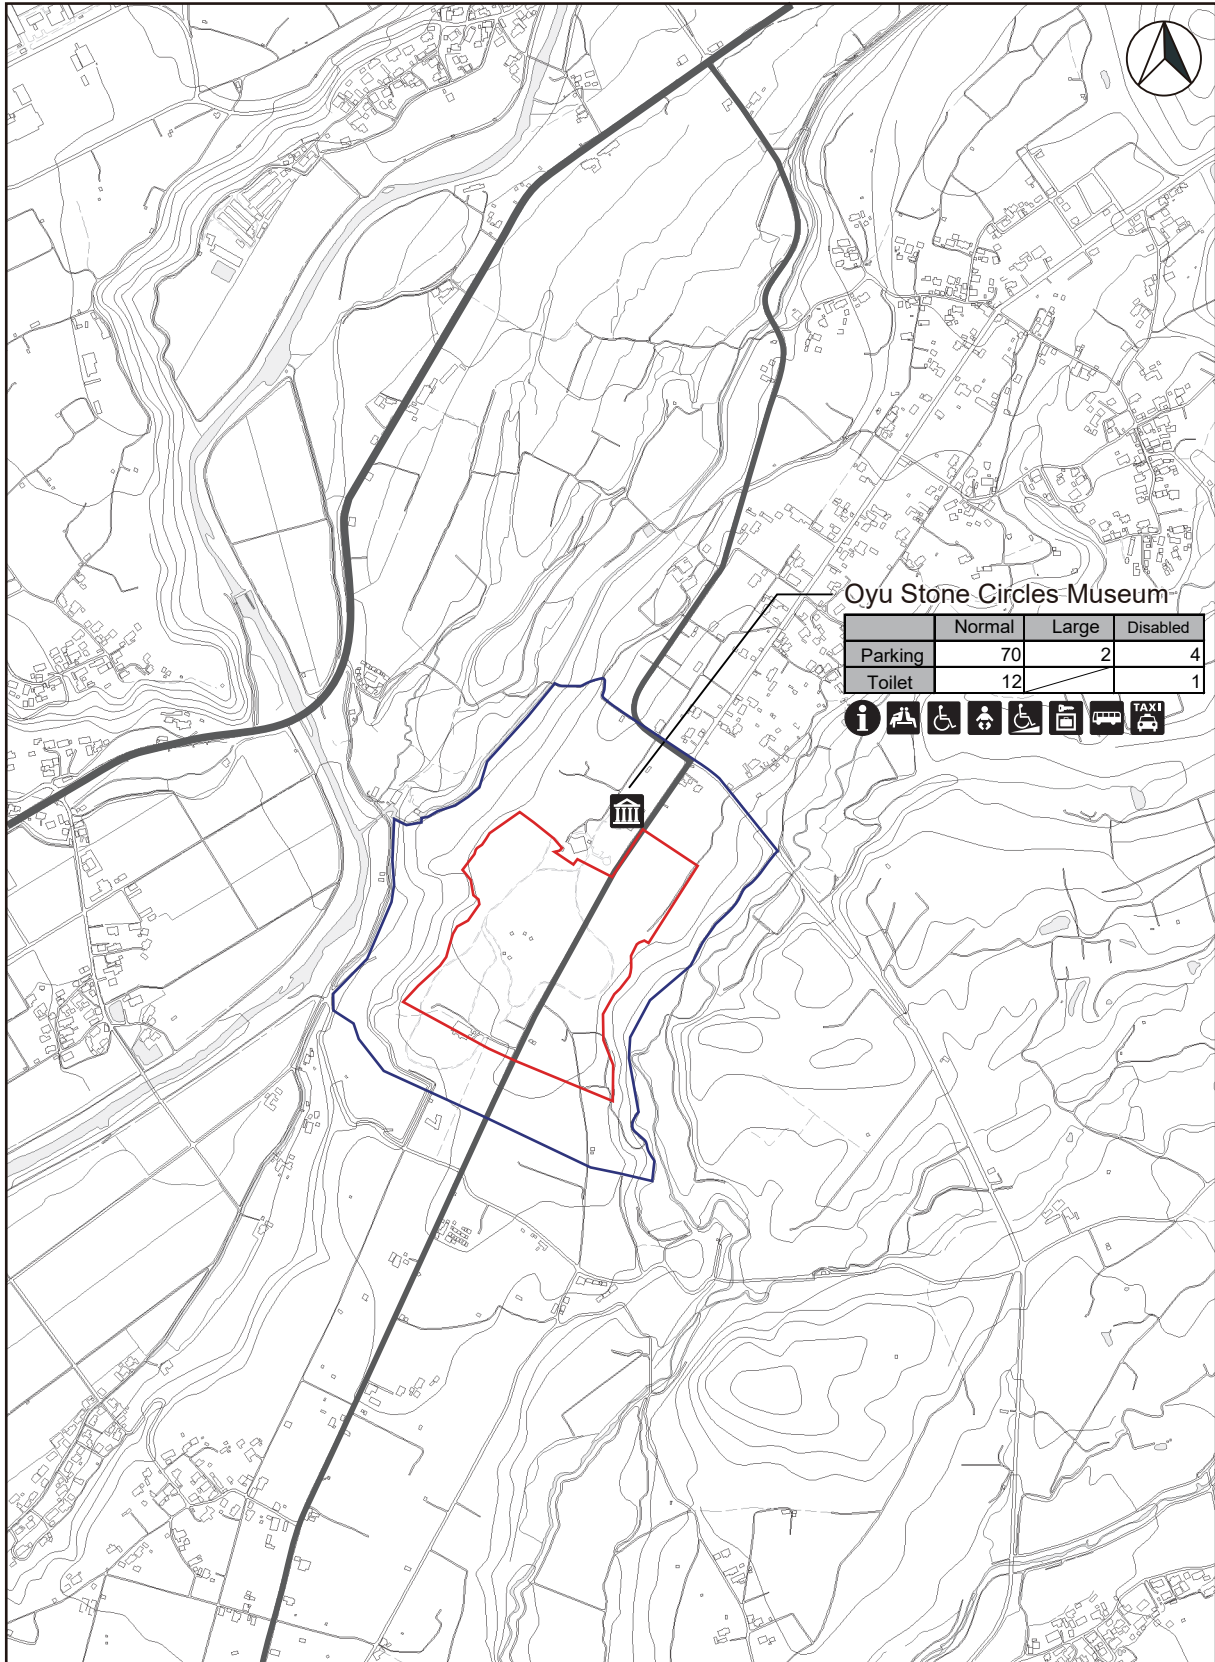 Oyu Stone Circles Museum
Normal Large Disabled
Parking 70 2 4
Toilet 12 1
i
TAXI